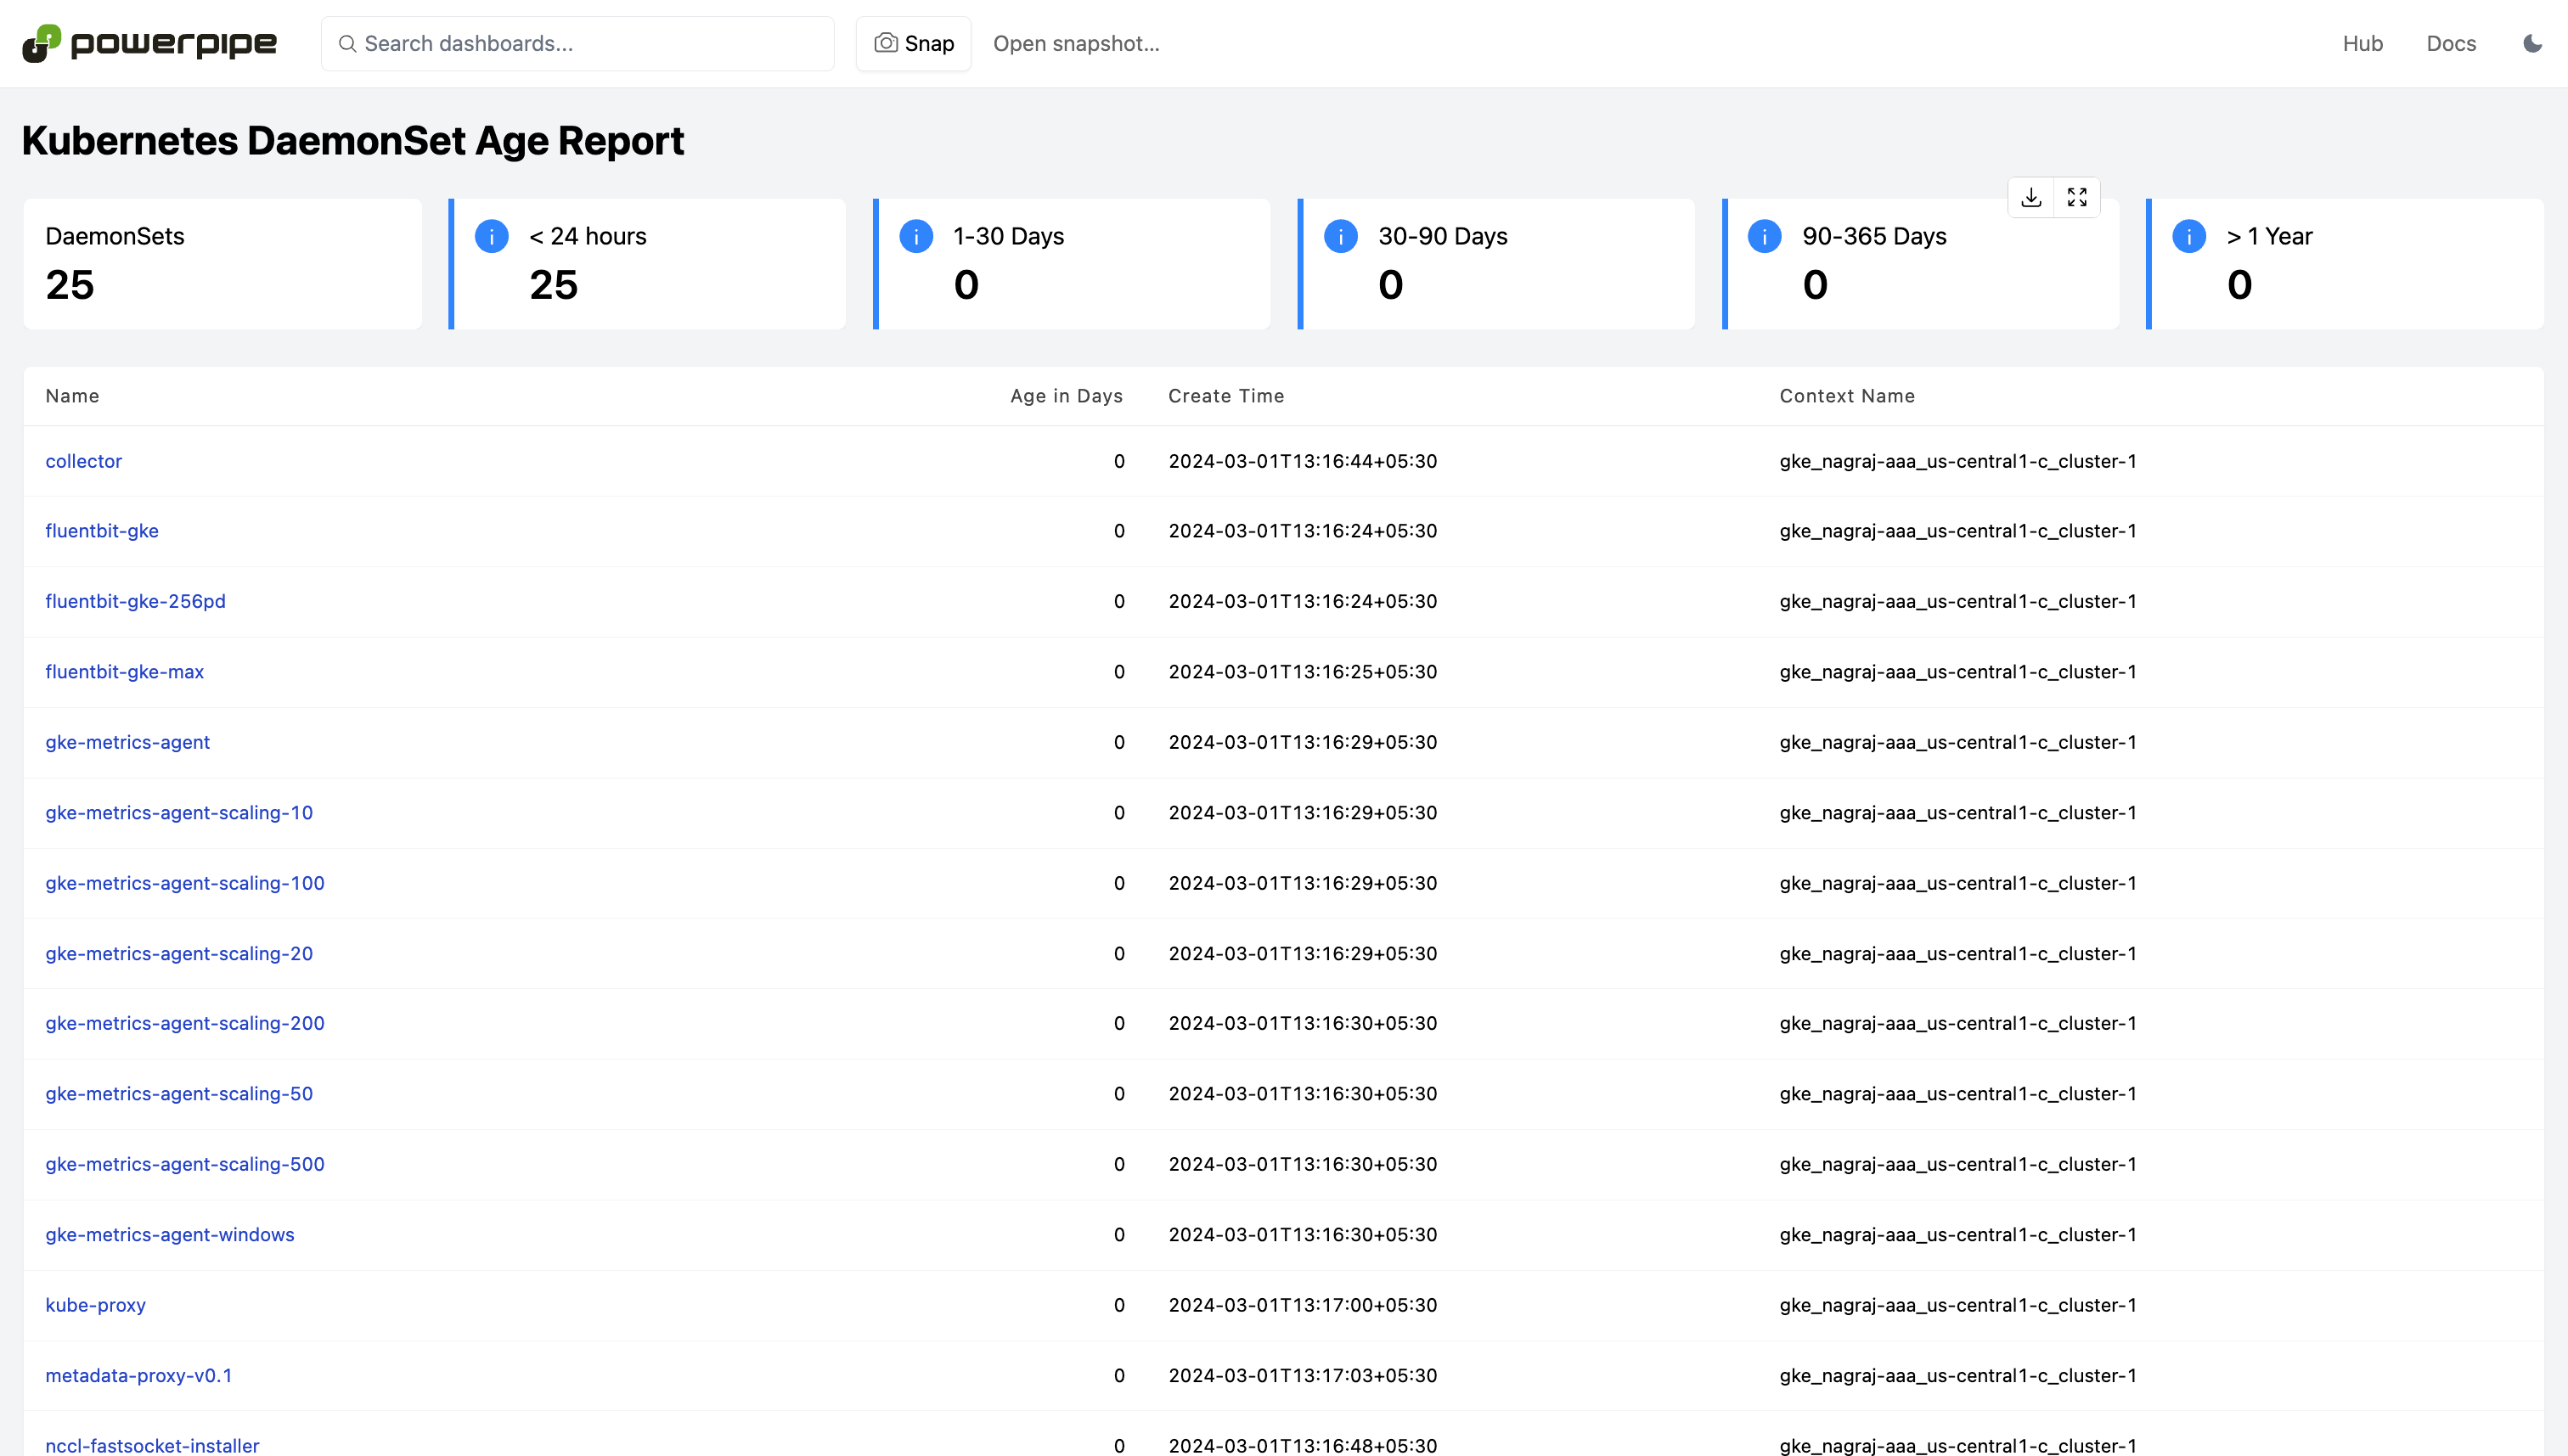 powerpipe Search dashboards... Snap Open snapshot... Hub Docs
Kubernetes DaemonSet Age Report
DaemonSets
25
< 24 hours
25
1-30 Days
0
30-90 Days
0
90-365 Days
0
> 1 Year
0
Name Age in Days Create Time Context Name
collector 0 2024-03-01T13:16:44+05:30 gke_nagraj-aaa_us-central1-c_cluster-1
fluentbit-gke 0 2024-03-01T13:16:24+05:30 gke_nagraj-aaa_us-central1-c_cluster-1
fluentbit-gke-256pd 0 2024-03-01T13:16:24+05:30 gke_nagraj-aaa_us-central1-c_cluster-1
fluentbit-gke-max 0 2024-03-01T13:16:25+05:30 gke_nagraj-aaa_us-central1-c_cluster-1
gke-metrics-agent 0 2024-03-01T13:16:29+05:30 gke_nagraj-aaa_us-central1-c_cluster-1
gke-metrics-agent-scaling-10 0 2024-03-01T13:16:29+05:30 gke_nagraj-aaa_us-central1-c_cluster-1
gke-metrics-agent-scaling-100 0 2024-03-01T13:16:29+05:30 gke_nagraj-aaa_us-central1-c_cluster-1
gke-metrics-agent-scaling-20 0 2024-03-01T13:16:29+05:30 gke_nagraj-aaa_us-central1-c_cluster-1
gke-metrics-agent-scaling-200 0 2024-03-01T13:16:30+05:30 gke_nagraj-aaa_us-central1-c_cluster-1
gke-metrics-agent-scaling-50 0 2024-03-01T13:16:30+05:30 gke_nagraj-aaa_us-central1-c_cluster-1
gke-metrics-agent-scaling-500 0 2024-03-01T13:16:30+05:30 gke_nagraj-aaa_us-central1-c_cluster-1
gke-metrics-agent-windows 0 2024-03-01T13:16:30+05:30 gke_nagraj-aaa_us-central1-c_cluster-1
kube-proxy 0 2024-03-01T13:17:00+05:30 gke_nagraj-aaa_us-central1-c_cluster-1
metadata-proxy-v0.1 0 2024-03-01T13:17:03+05:30 gke_nagraj-aaa_us-central1-c_cluster-1
nccl-fastsocket-installer 0 2024-03-01T13:16:48+05:30 gke_nagraj-aaa_us-central1-c_cluster-1